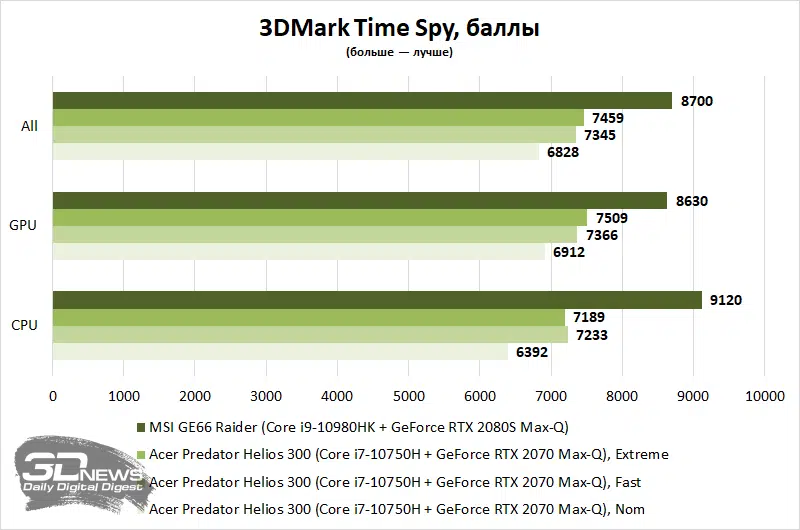 3DMark Time Spy, баллы
(больше — лучше)
All
8700
7459
7345
6828
GPU
8630
7509
7366
6912
CPU
9120
7189
7233
6392
0 1000 2000 3000 4000 5000 6000 7000 8000 9000 10000
MSI GE66 Raider (Core i9-10980HK + GeForce RTX 2080S Max-Q)
Acer Predator Helios 300 (Core i7-10750H + GeForce RTX 2070 Max-Q), Extreme
Acer Predator Helios 300 (Core i7-10750H + GeForce RTX 2070 Max-Q), Fast
Acer Predator Helios 300 (Core i7-10750H + GeForce RTX 2070 Max-Q), Nom
3DNEWS
Daily Digital Digest